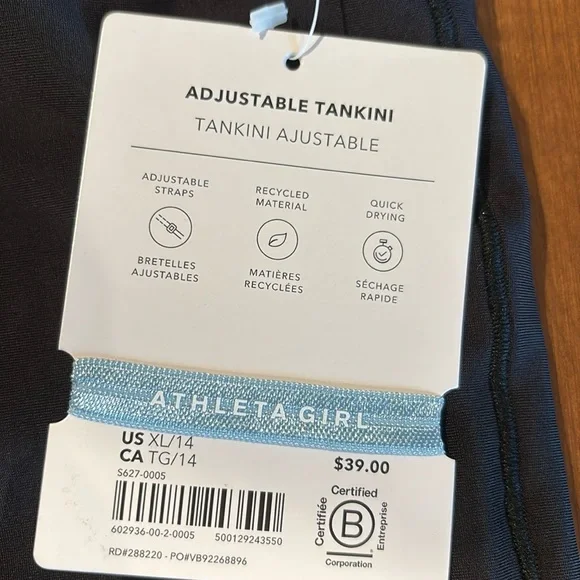 ADJUSTABLE TANKINI
TANKINI AJUSTABLE
ADJUSTABLE
STRAPS
BRETELLES
AJUSTABLES
RECYCLED
MATERIAL
MATIÈRES
RECYCLÉES
QUICK
DRYING
SÉCHAGE
RAPIDE
ATHLETA GIRL
US XL/14
CA TG/14
$39.00
S627-0005
602936-00-2-0005 500129243550
RD#288220 - PO#VB92268896
Certified
Certifiée
B
Entreprise
Corporation